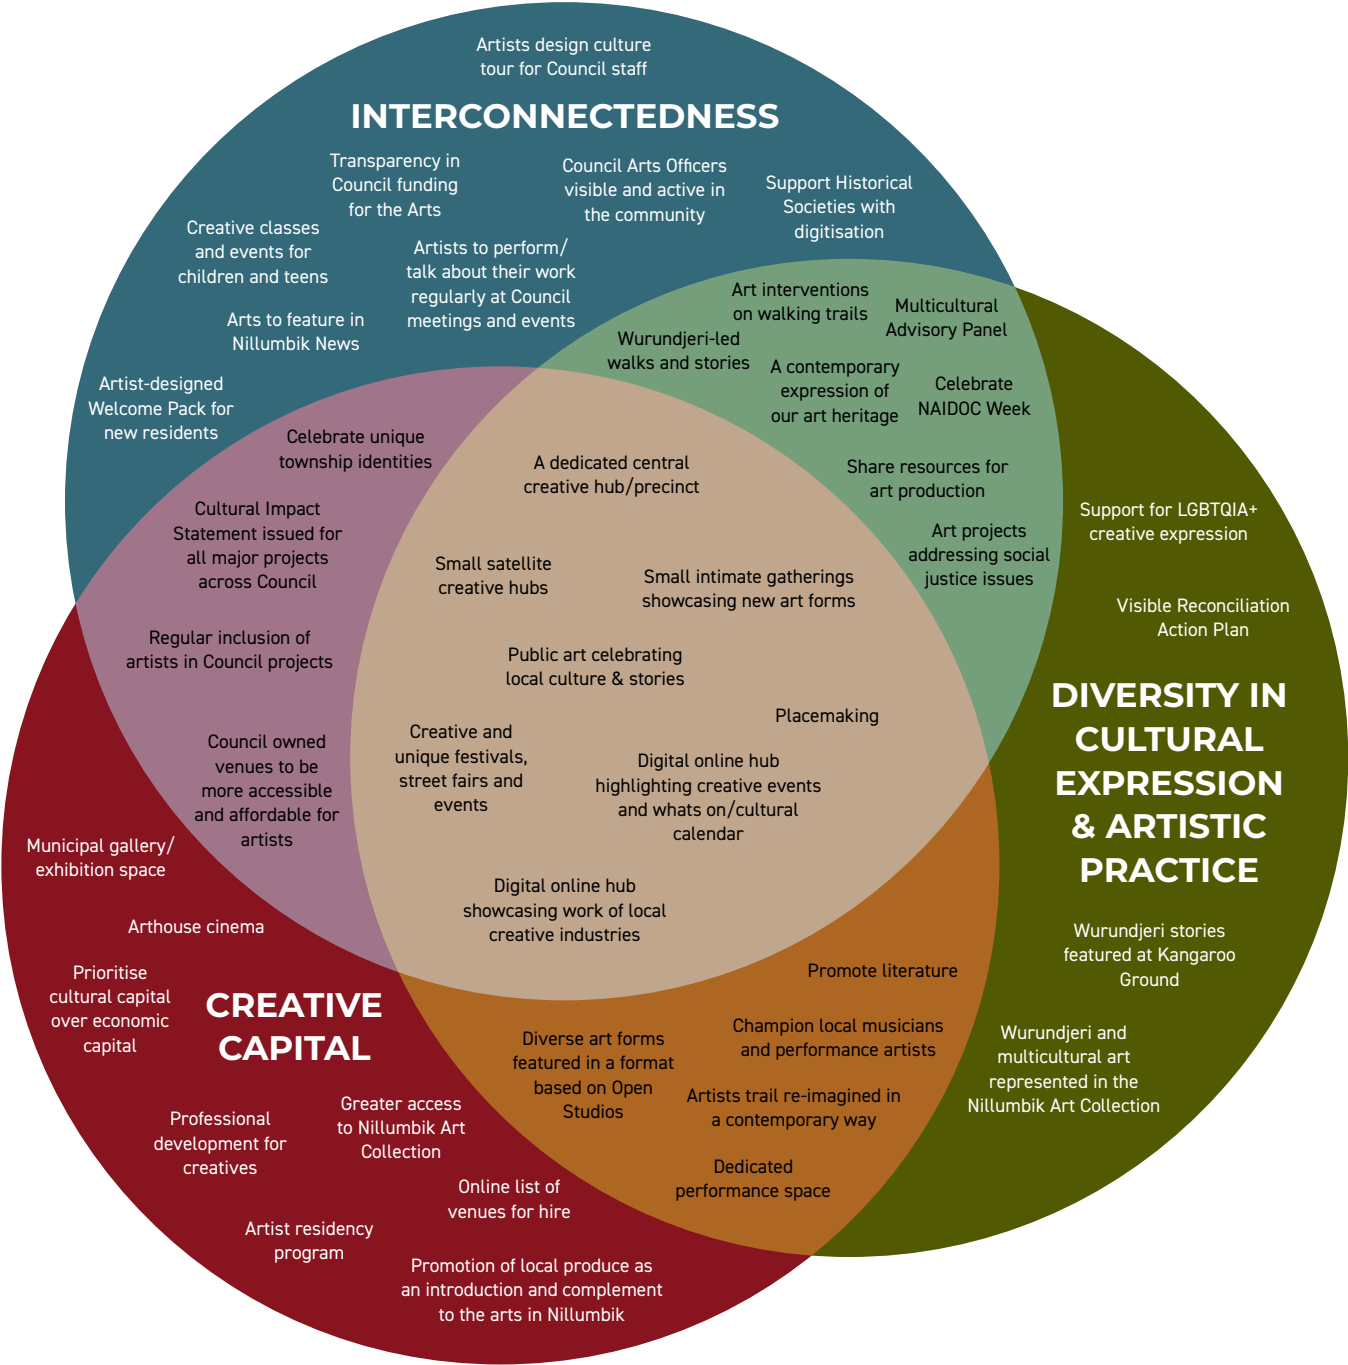 Artists design culture
tour for Council staff
INTERCONNECTEDNESS
Transparency in
Council funding
for the Arts
Council Arts Officers
visible and active in
the community
Support Historical
Societies with
digitisation
Creative classes
and events for
children and teens
Artists to perform/
talk about their work
regularly at Council
meetings and events
Arts to feature in
Nillumbik News
Artist-designed
Welcome Pack for
new residents
Art interventions
on walking trails
Multicultural
Advisory Panel
Wurundjeri-led
walks and stories
A contemporary
expression of
our art heritage
Celebrate
NAIDOC Week
Share resources for
art production
Art projects
addressing social
justice issues
Celebrate unique
township identities
Cultural Impact
Statement issued for
all major projects
across Council
Regular inclusion of
artists in Council projects
Council owned
venues to be
more accessible
and affordable for
artists
A dedicated central
creative hub/precinct
Small satellite
creative hubs
Small intimate gatherings
showcasing new art forms
Public art celebrating
local culture & stories
Placemaking
Creative and
unique festivals,
street fairs and
events
Digital online hub
highlighting creative events
and whats on/cultural
calendar
Digital online hub
showcasing work of local
creative industries
Support for LGBTQIA+
creative expression
Visible Reconciliation
Action Plan
DIVERSITY IN
CULTURAL
EXPRESSION
& ARTISTIC
PRACTICE
Wurundjeri stories
featured at Kangaroo
Ground
Wurundjeri and
multicultural art
represented in the
Nillumbik Art Collection
Promote literature
Champion local musicians
and performance artists
Diverse art forms
featured in a format
based on Open
Studios
Artists trail re-imagined in
a contemporary way
Dedicated
performance space
Municipal gallery/
exhibition space
Arthouse cinema
Prioritise
cultural capital
over economic
capital
CREATIVE
CAPITAL
Professional
development for
creatives
Greater access
to Nillumbik Art
Collection
Online list of
venues for hire
Artist residency
program
Promotion of local produce as
an introduction and complement
to the arts in Nillumbik